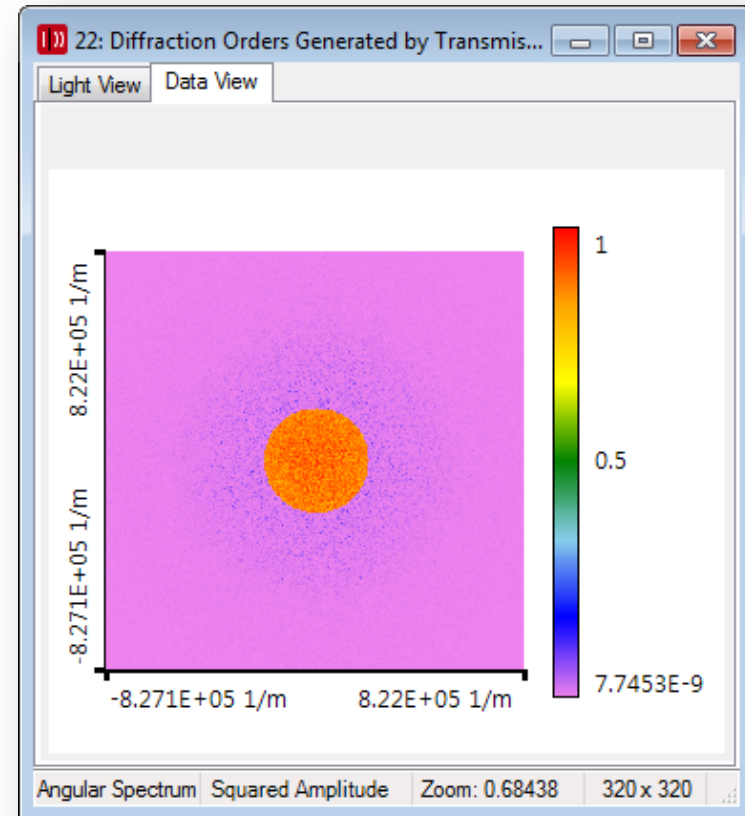 22: Diffraction Orders Generated by Transmis...
Light View
Data View
8.22E+05 1/m
-8.271E+05 1/m
-8.271E+05 1/m
8.22E+05 1/m
1
0.5
7.7453E-9
Angular Spectrum
Squared Amplitude
Zoom: 0.68438
320 x 320